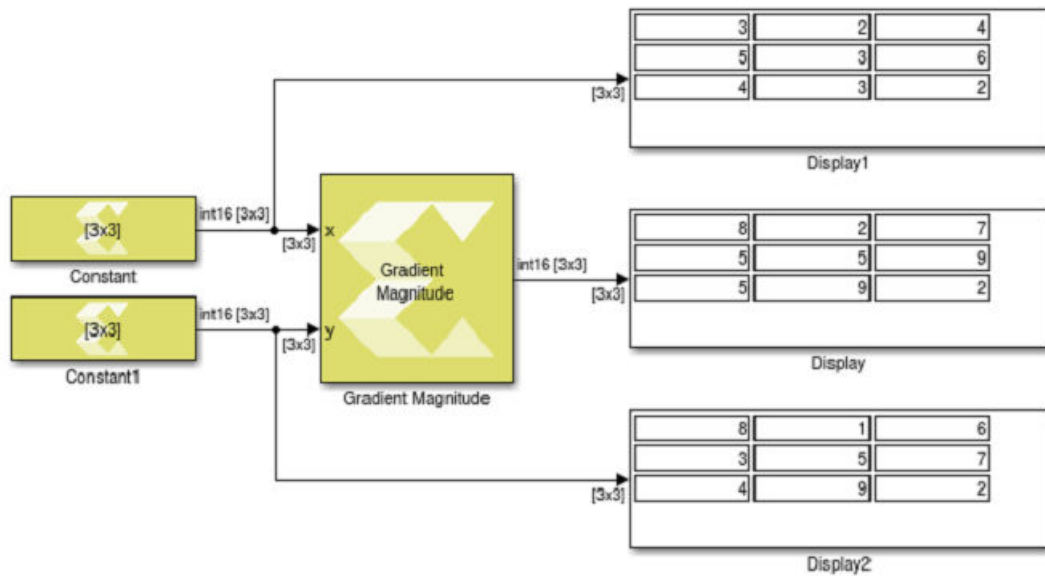 3 2 4
5 3 6
4 3 2
[3x3]
Display1
int16 [3x3]
[3x3]
[3x3]
Constant
x
Gradient
Magnitude
int16 [3x3]
[3x3]
8 2 7
5 5 9
5 9 2
Display
int16 [3x3]
[3x3]
[3x3]
Constant1
y
Gradient Magnitude
8 1 6
3 5 7
4 9 2
[3x3]
Display2